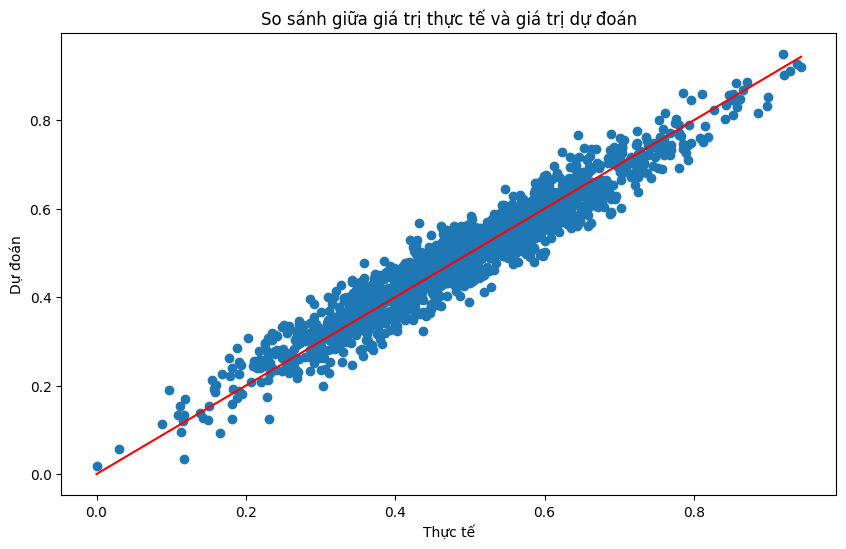 So sánh giữa giá trị thực tế và giá trị dự đoán
Dự đoán
0.8
0.6
0.4
0.2
0.0
0.0 0.2 0.4 0.6 0.8
Thực tế